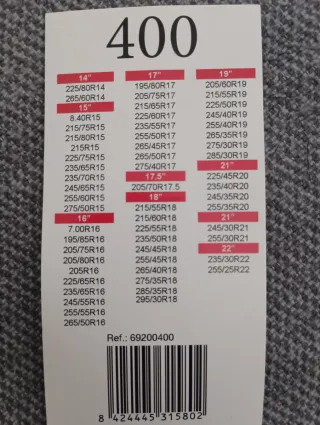 400
14"
225/80R14
265/60R14
15"
8.40R15
215/75R15
215/80R15
215R15
225/75R15
235/65R15
235/70R15
245/65R15
255/60R15
275/50R15
16"
7.00R16
195/85R16
205/75R16
205/80R16
205R16
225/65R16
235/65R16
245/55R16
255/55R16
265/50R16
17"
195/80R17
205/75R17
215/65R17
225/60R17
235/55R17
255/50R17
245/55R17
265/50R17
275/40R17
17.5"
205/70R17.5
18"
215/55R18
215/60R18
225/55R18
235/50R18
245/45R18
255/45R18
265/40R18
275/35R18
285/35R18
295/30R18
19"
205/60R19
215/55R19
225/50R19
245/40R19
255/40R19
265/35R19
275/30R19
285/30R19
21"
225/45R20
235/40R20
245/35R20
255/35R20
21"
245/30R21
255/30R21
22"
235/30R22
255/25R22
Ref.: 69200400
8 424445 315802